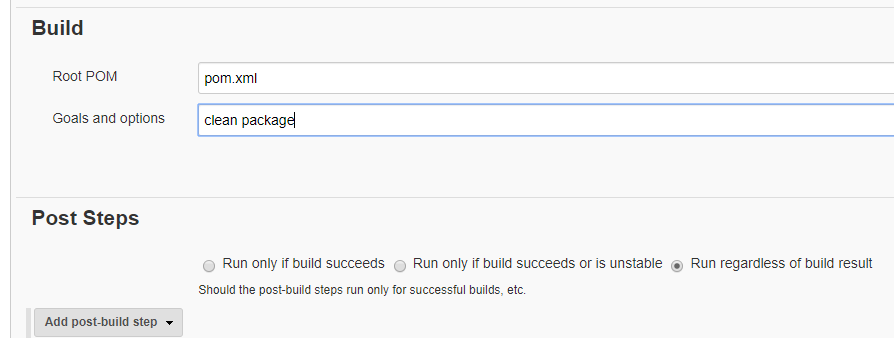 Build
Root POM
pom.xml
Goals and options
clean package
Post Steps
Run only if build succeeds Run only if build succeeds or is unstable Run regardless of build result
Should the post-build steps run only for successful builds, etc.
Add post-build step